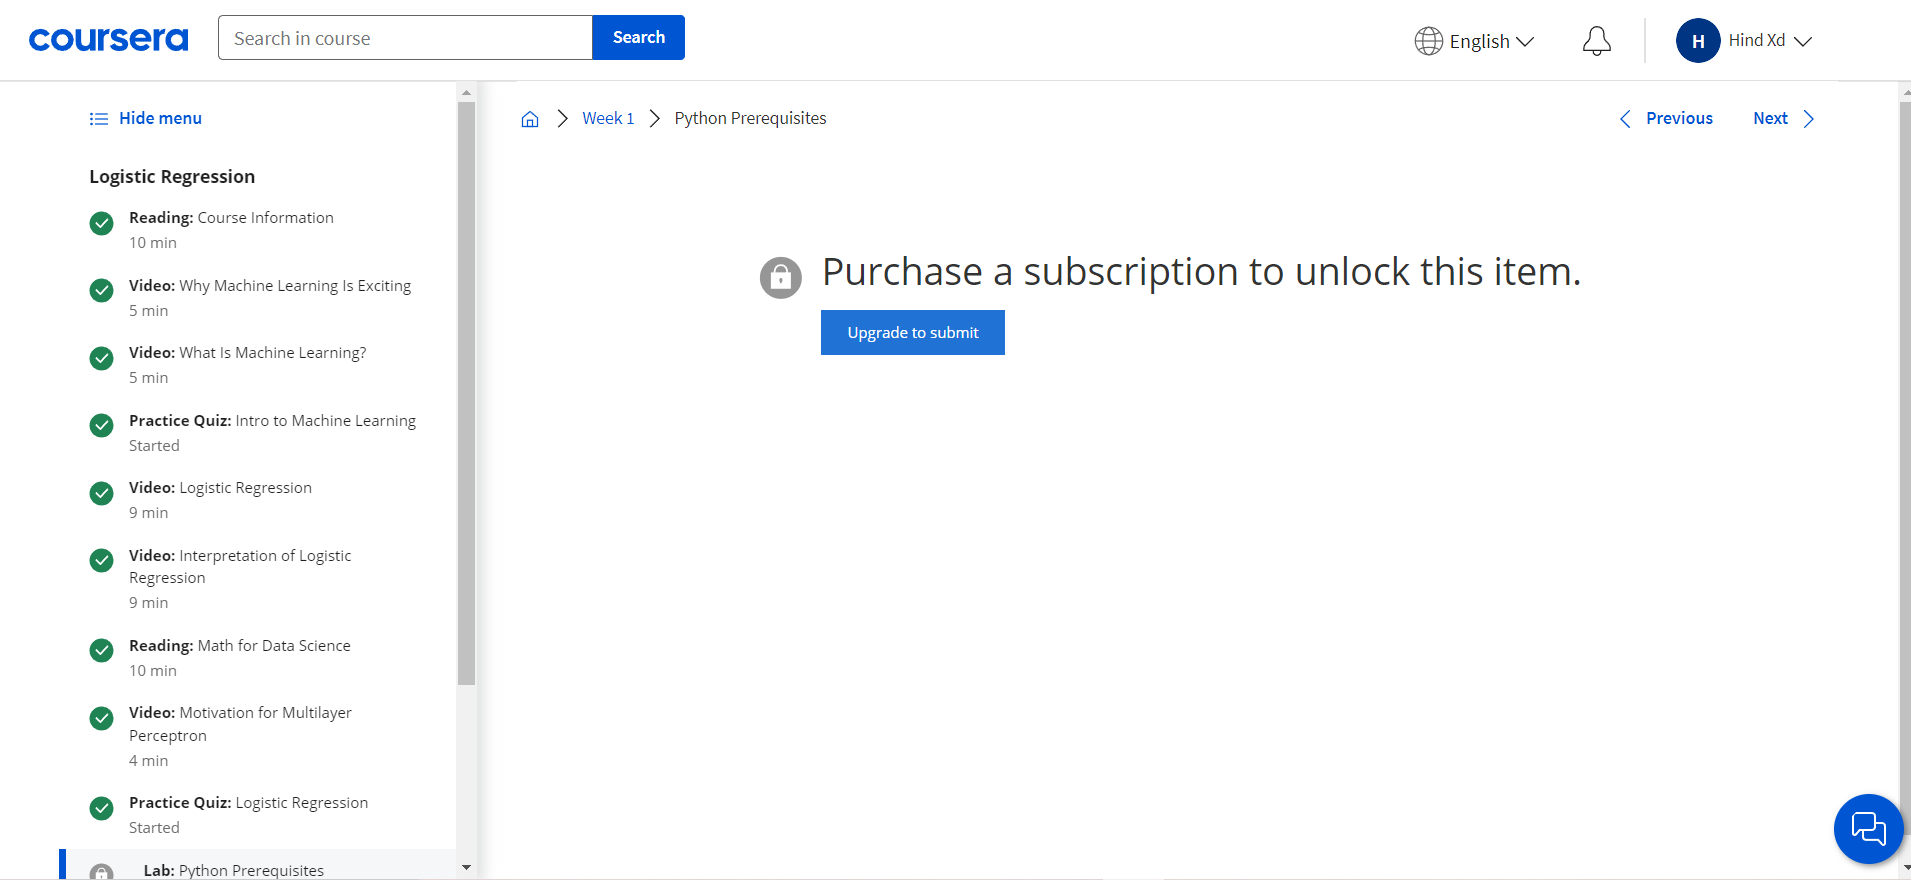 coursera
Search in course
Search
English
H
Hind Xd
Hide menu
Week 1
Python Prerequisites
Previous
Next
Logistic Regression
Reading: Course Information
10 min
Video: Why Machine Learning Is Exciting
5 min
Video: What Is Machine Learning?
5 min
Practice Quiz: Intro to Machine Learning
Started
Video: Logistic Regression
9 min
Video: Interpretation of Logistic
Regression
9 min
Reading: Math for Data Science
10 min
Video: Motivation for Multilayer
Perceptron
4 min
Practice Quiz: Logistic Regression
Started
Lab: Python Prerequisites
Purchase a subscription to unlock this item.
Upgrade to submit